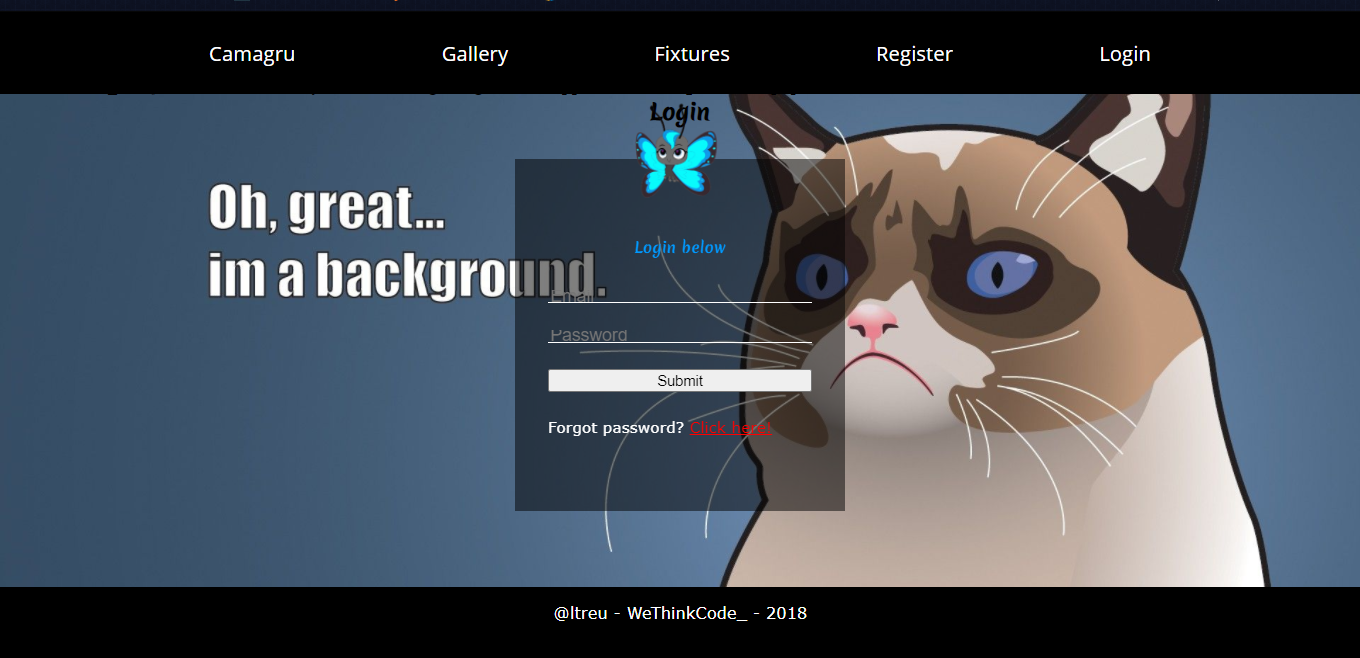 Camagru Gallery Fixtures Register Login
Login
Oh, great...
im a background.
Login below
Email
Password
Submit
Forgot password? Click here!
@ltreu - WeThinkCode_ - 2018